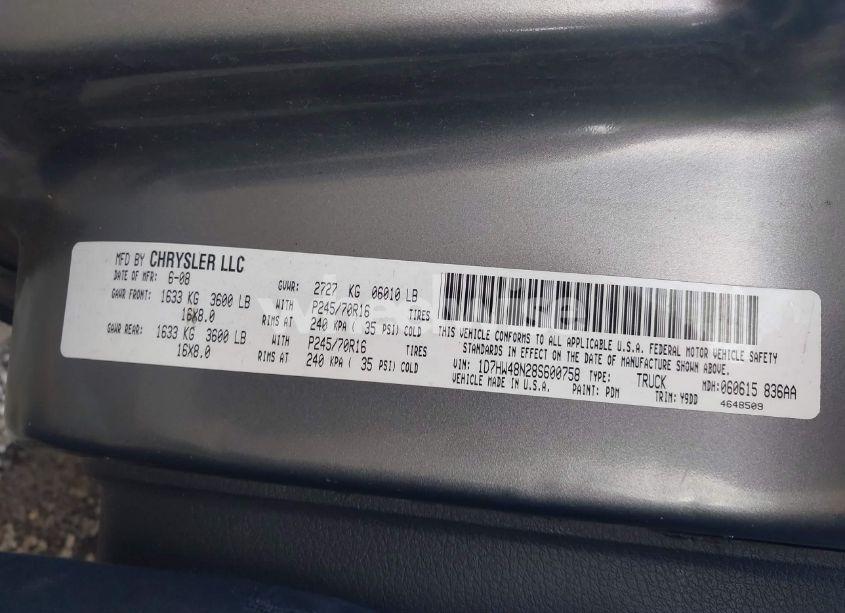 MFD BY CHRYSLER LLC
DATE OF MFR: 6-08 GVWR: 2727 KG 06010 LB
GAWR FRONT: 1633 KG 3600 LB WITH P245/70R16 TIRES
16X8.0 RIMS AT 240 KPA ( 35 PSI) COLD
GAWR REAR: 1633 KG 3600 LB WITH P245/70R16 TIRES
16X8.0 RIMS AT 240 KPA ( 35 PSI) COLD
THIS VEHICLE CONFORMS TO ALL APPLICABLE U.S.A. FEDERAL MOTOR VEHICLE SAFETY
STANDARDS IN EFFECT ON THE DATE OF MANUFACTURE SHOWN ABOVE.
VIN: 1D7HW48N28S600758 TYPE: TRUCK MDH: 060615 836AA
VEHICLE MADE IN U.S.A. PAINT: PDM TRIM: Y9DD 4648509